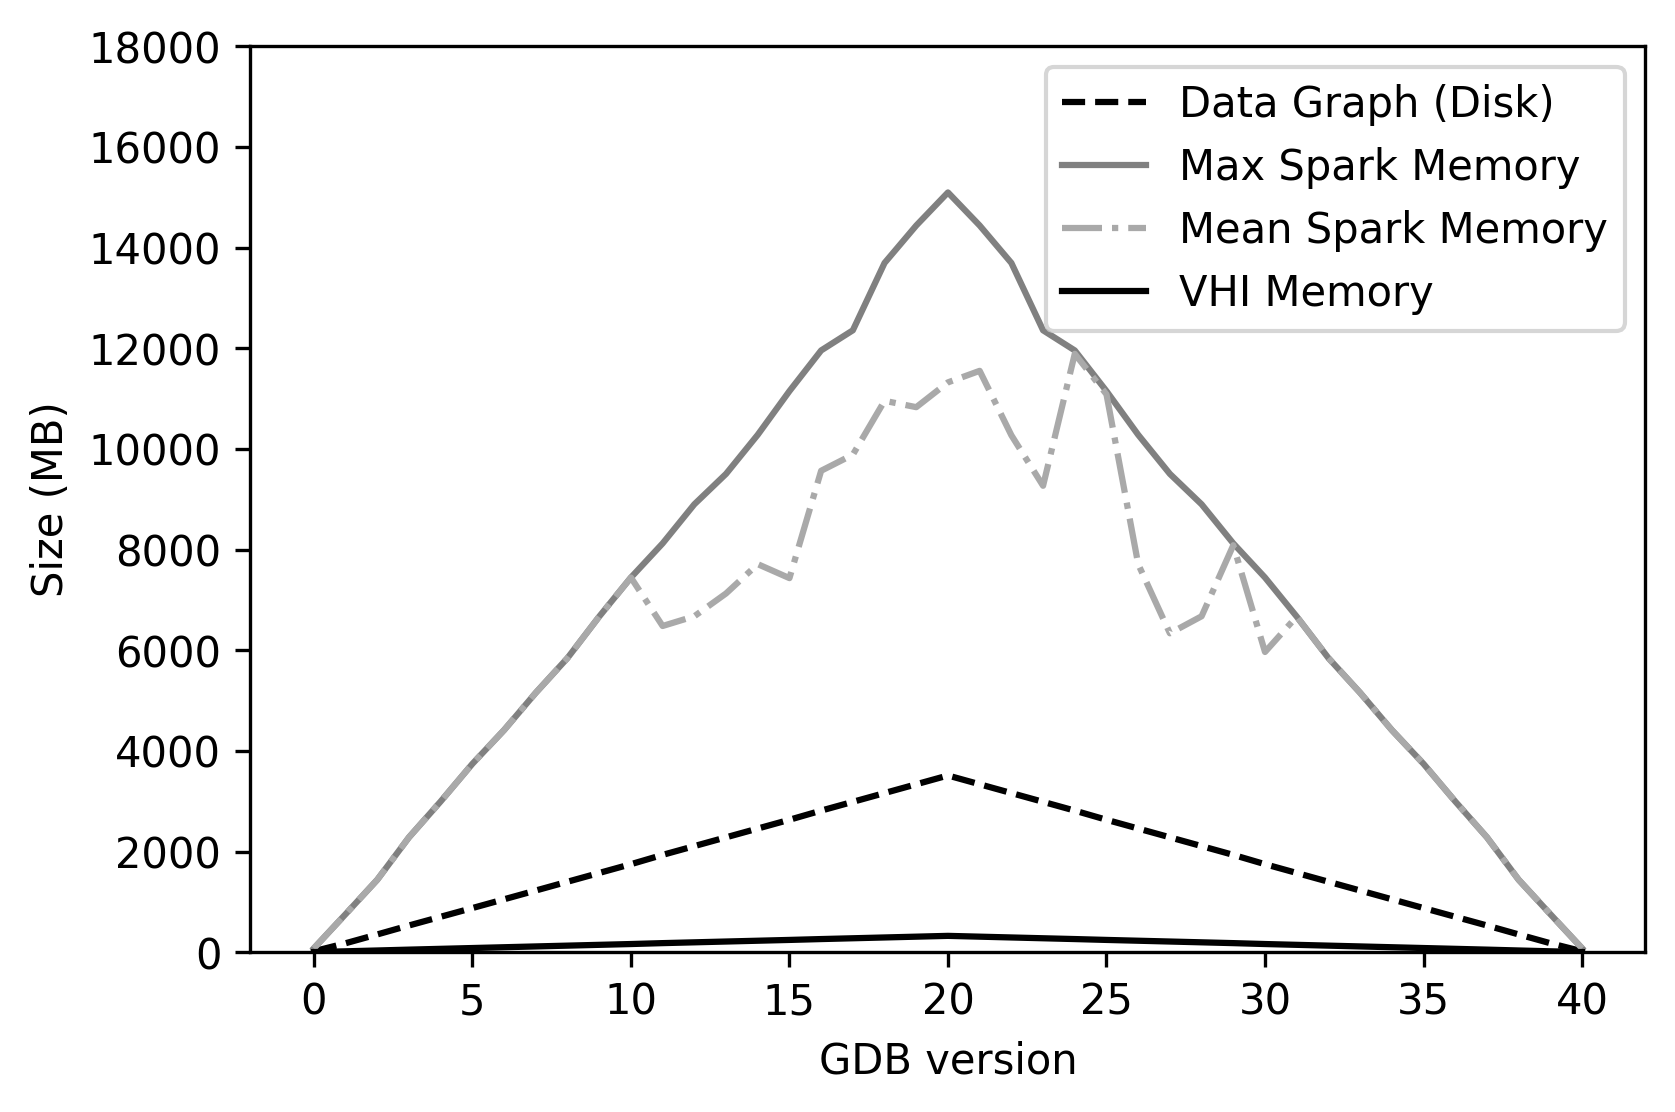 18000
16000
14000
12000
10000
8000
6000
4000
2000
0
Size (MB)
Data Graph (Disk)
Max Spark Memory
Mean Spark Memory
VHI Memory
0 5 10 15 20 25 30 35 40
GDB version